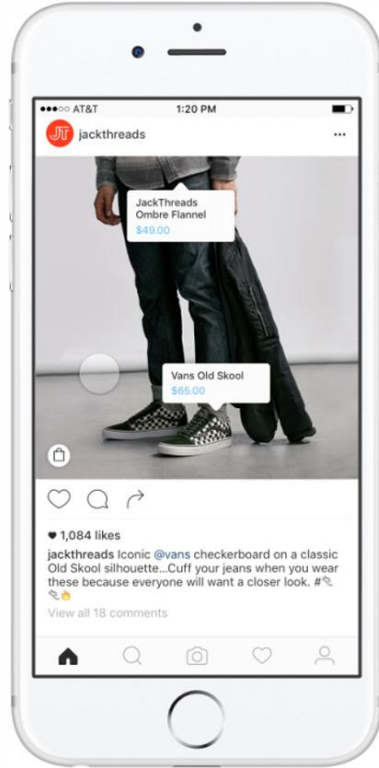 AT&T 1:20 PM
JT jackthreads
JackThreads
Ombre Flannel
$49.00
Vans Old Skool
$65.00
1,084 likes
jackthreads Iconic @vans checkerboard on a classic
Old Skool silhouette...Cuff your jeans when you wear
these because everyone will want a closer look. #👟
👟🔥
View all 18 comments